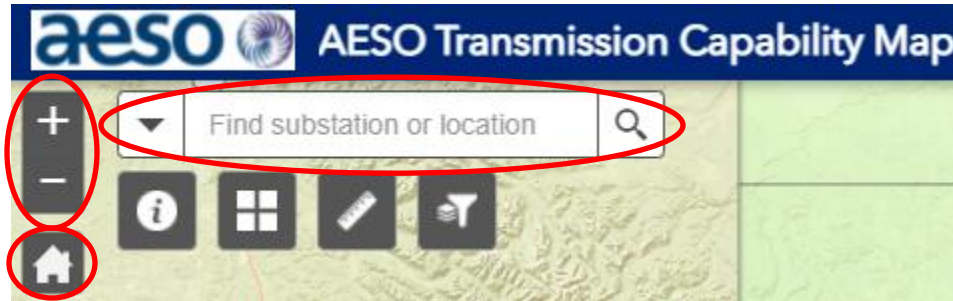 aeso AESO Transmission Capability Map
+
Find substation or location
−
i